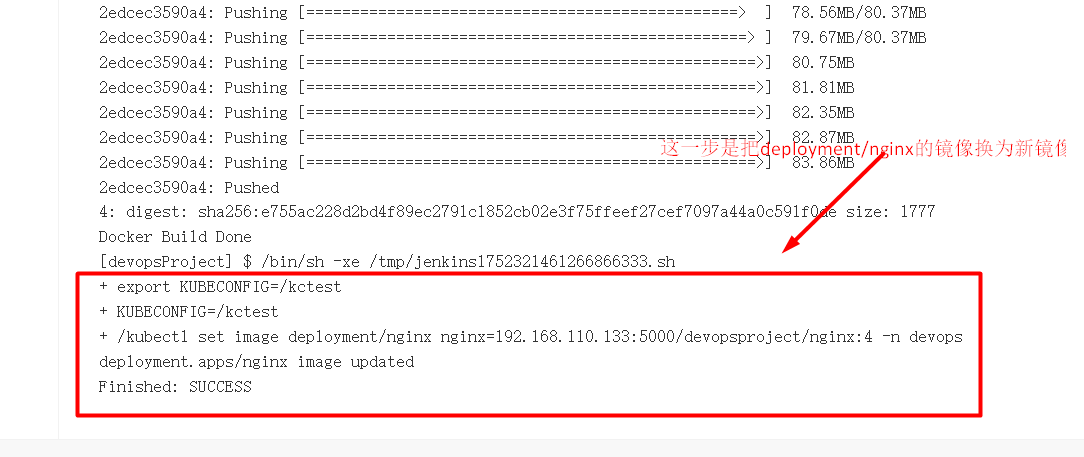 2edcec3590a4: Pushing [=================================================> ] 78.56MB/80.37MB
2edcec3590a4: Pushing [==================================================> ] 79.67MB/80.37MB
2edcec3590a4: Pushing [===================================================>] 80.75MB
2edcec3590a4: Pushing [===================================================>] 81.81MB
2edcec3590a4: Pushing [===================================================>] 82.35MB
2edcec3590a4: Pushing [===================================================>] 82.87MB
这一步是把deployment/nginx的镜像换为新镜像
2edcec3590a4: Pushing [===================================================>] 83.86MB
2edcec3590a4: Pushed
4: digest: sha256:e755ac228d2bd4f89ec2791c1852cb02e3f75ffeef27cef7097a44a0c591f0de size: 1777
Docker Build Done
[devopsProject] $ /bin/sh -xe /tmp/jenkins1752321461266866333.sh
+ export KUBECONFIG=/kctest
+ KUBECONFIG=/kctest
+ /kubectl set image deployment/nginx nginx=192.168.110.133:5000/devopsproject/nginx:4 -n devops
deployment.apps/nginx image updated
Finished: SUCCESS